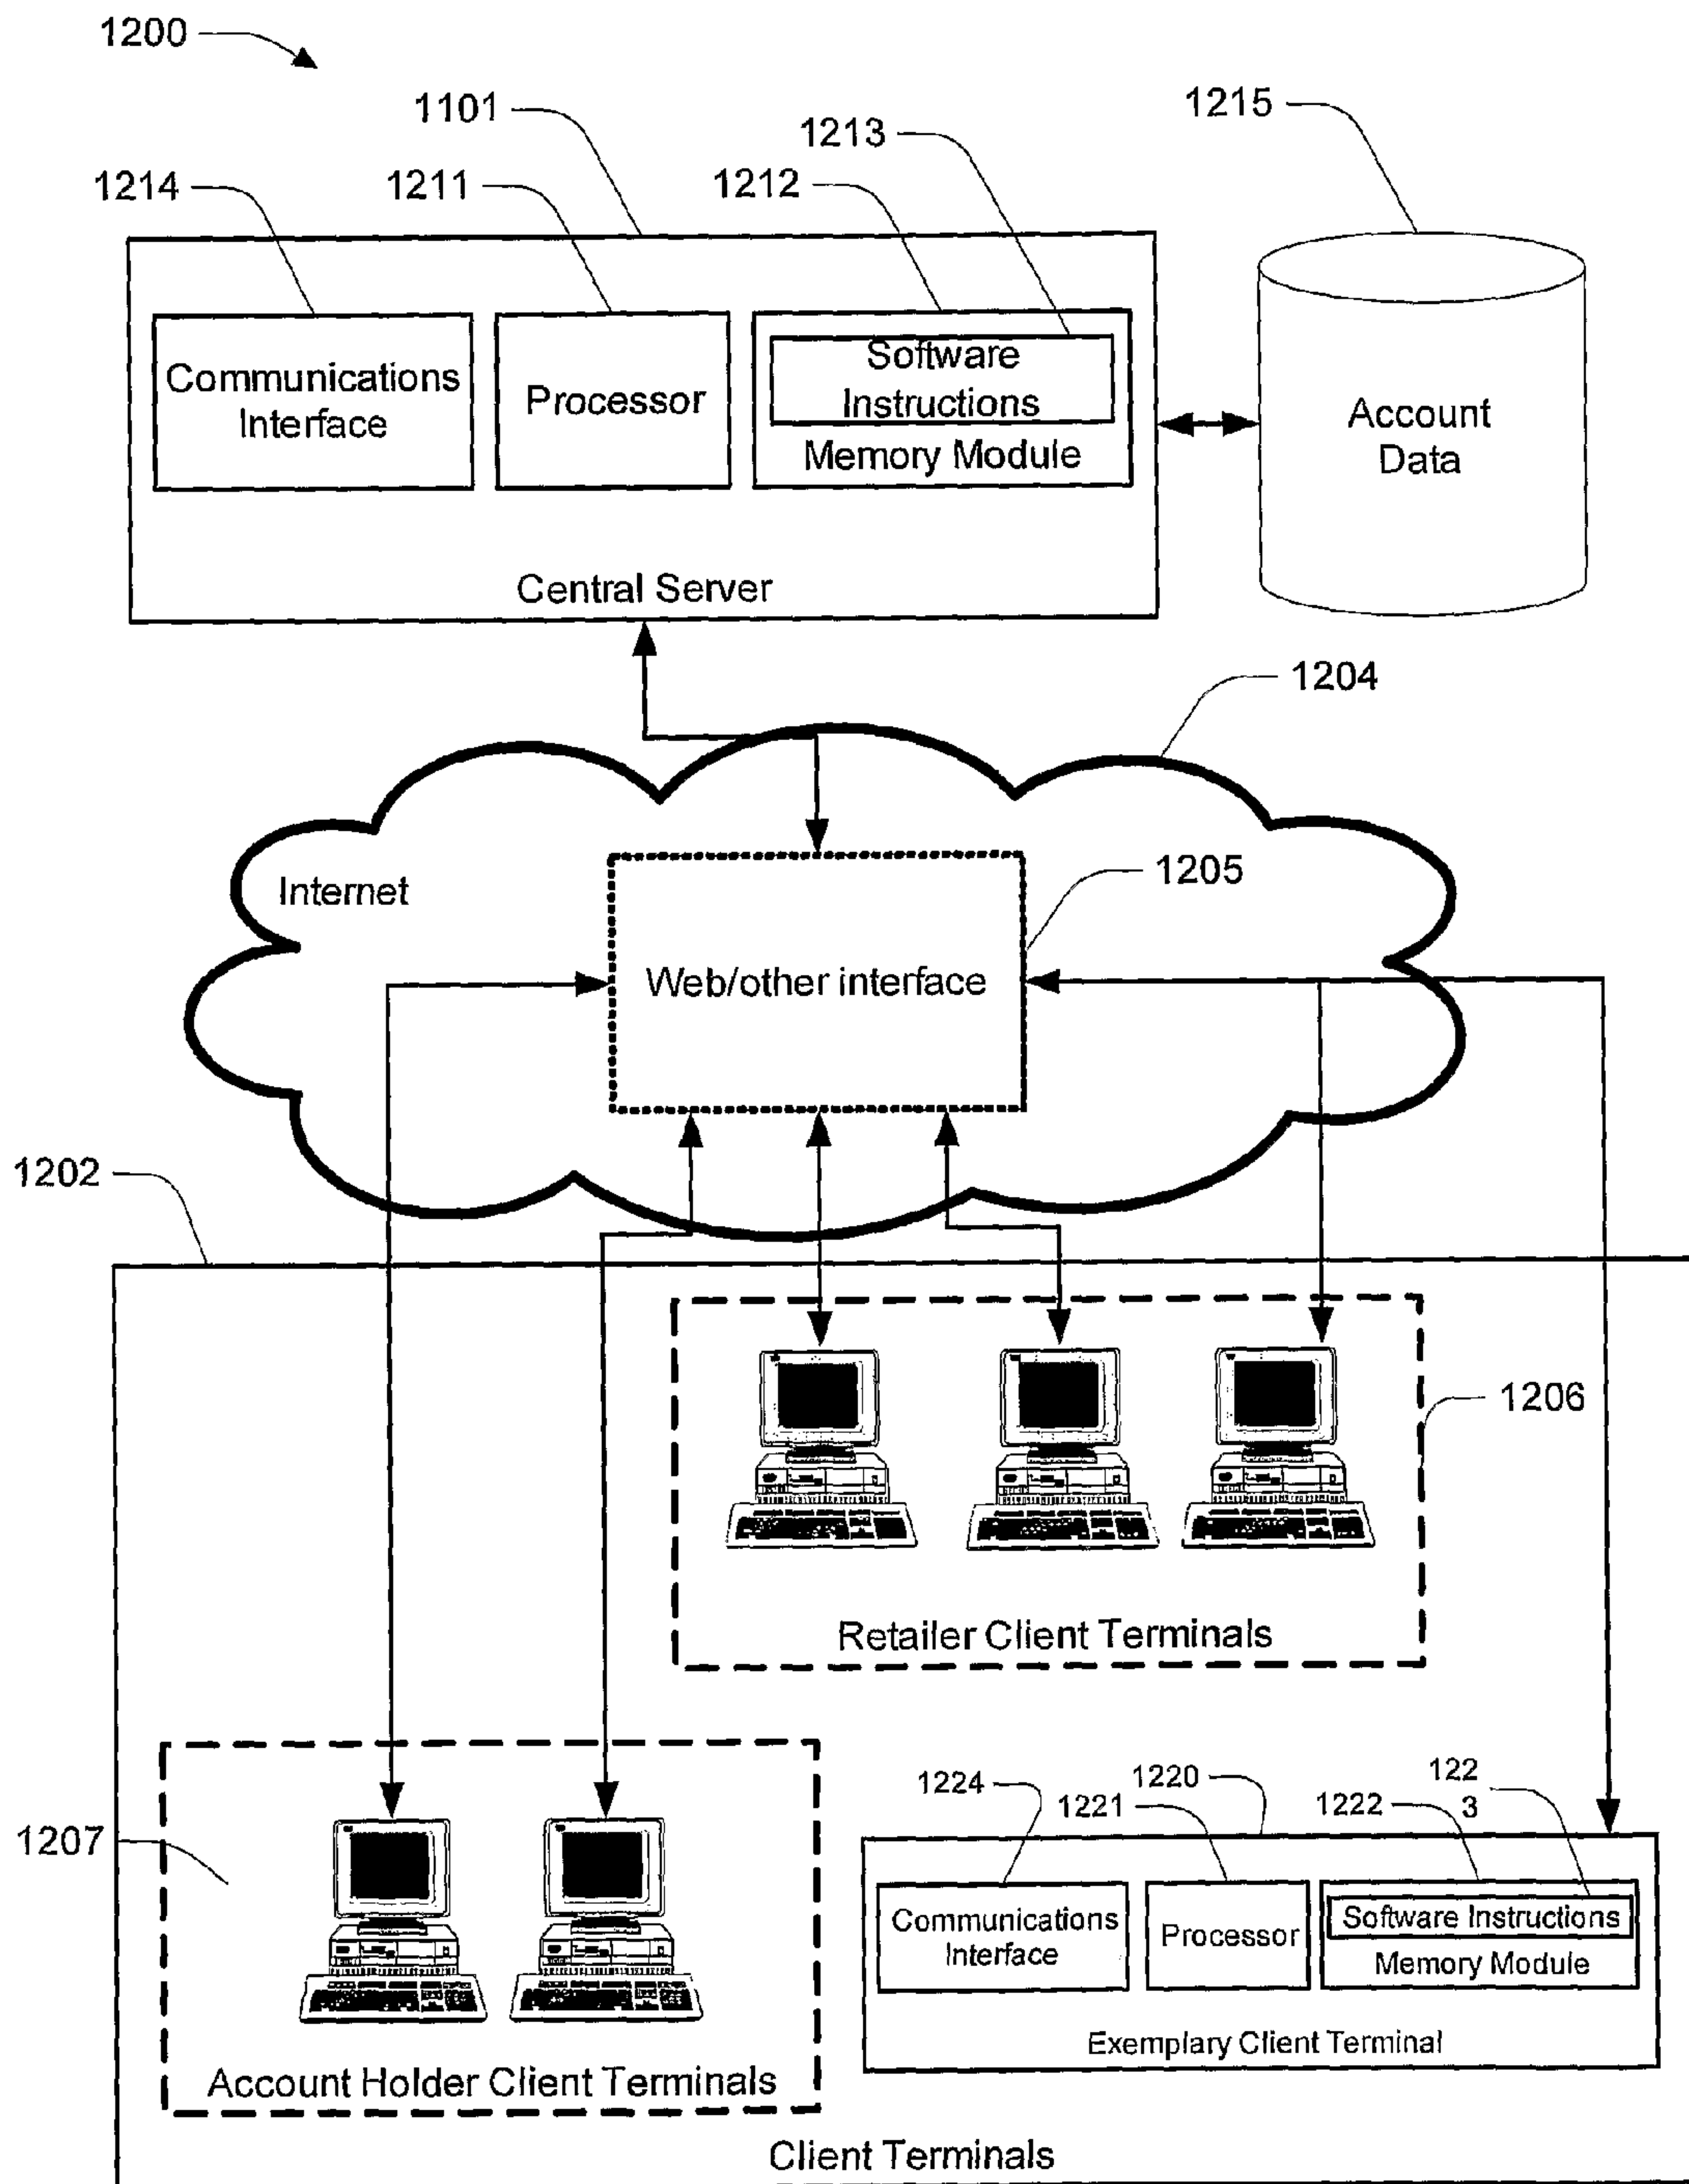 1200
1101
1215
1213
1214
1211
1212
Communications
Interface
Processor
Software
Instructions
Memory Module
Account
Data
Central Server
1204
Internet
1205
Web/other interface
1202
1206
Retailer Client Terminals
1207
1224
1220
122
3
1221
1222
Communications
Interface
Processor
Software Instructions
Memory Module
Exemplary Client Terminal
Account Holder Client Terminals
Client Terminals